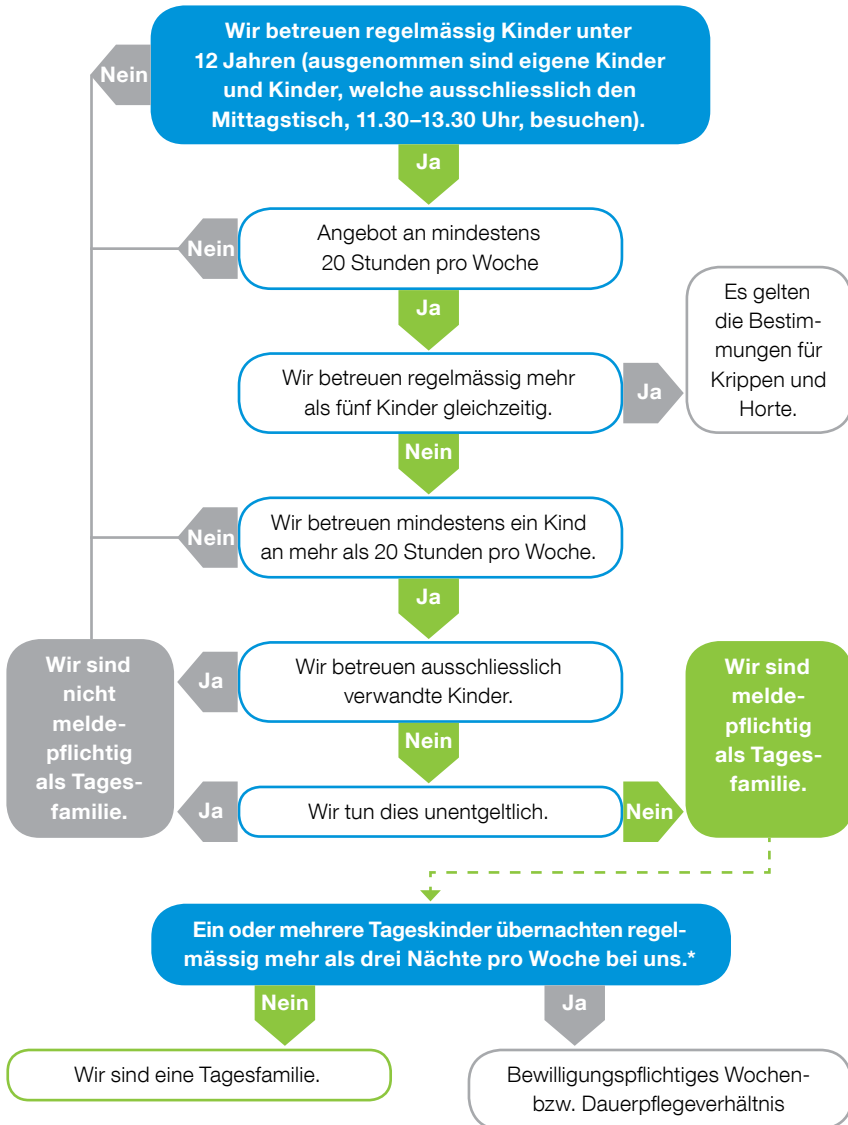 Wir betreuen regelmässig Kinder unter
12 Jahren (ausgenommen sind eigene Kinder
und Kinder, welche ausschliesslich den
Mittagstisch, 11.30–13.30 Uhr, besuchen).
Nein
Ja
Angebot an mindestens
20 Stunden pro Woche
Nein
Ja
Wir betreuen regelmässig mehr
als fünf Kinder gleichzeitig.
Ja
Es gelten
die Bestim-
mungen für
Krippen und
Horte.
Nein
Wir betreuen mindestens ein Kind
an mehr als 20 Stunden pro Woche.
Nein
Ja
Wir betreuen ausschliesslich
verwandte Kinder.
Ja
Wir sind
nicht
melde-
pflichtig
als Tages-
familie.
Nein
Wir tun dies unentgeltlich.
Ja
Nein
Wir sind
melde-
pflichtig
als Tages-
familie.
Ein oder mehrere Tageskinder übernachten regel-
mässig mehr als drei Nächte pro Woche bei uns.*
Nein
Ja
Wir sind eine Tagesfamilie.
Bewilligungspflichtiges Wochen-
bzw. Dauerpflegeverhältnis